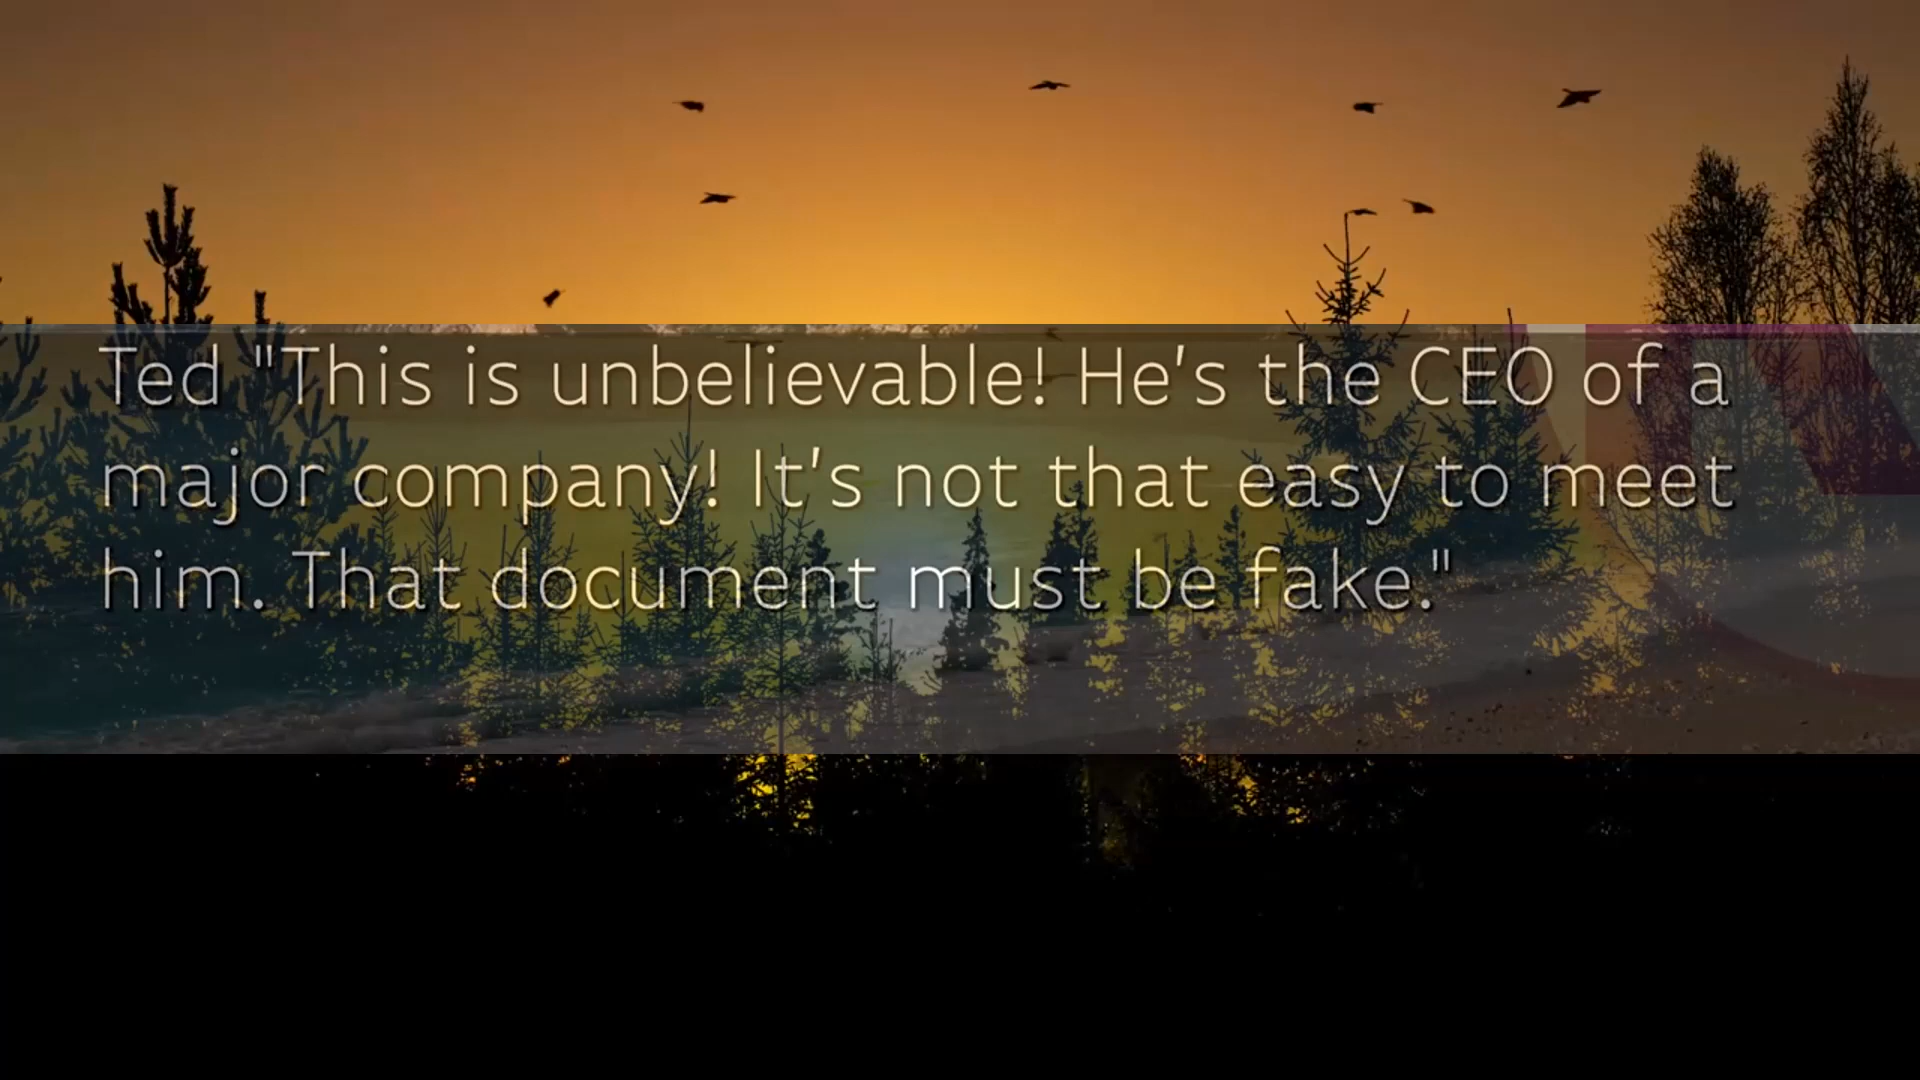 Ted "This is unbelievable! He's the CEO of a
major company! It's not that easy to meet
him. That document must be fake."